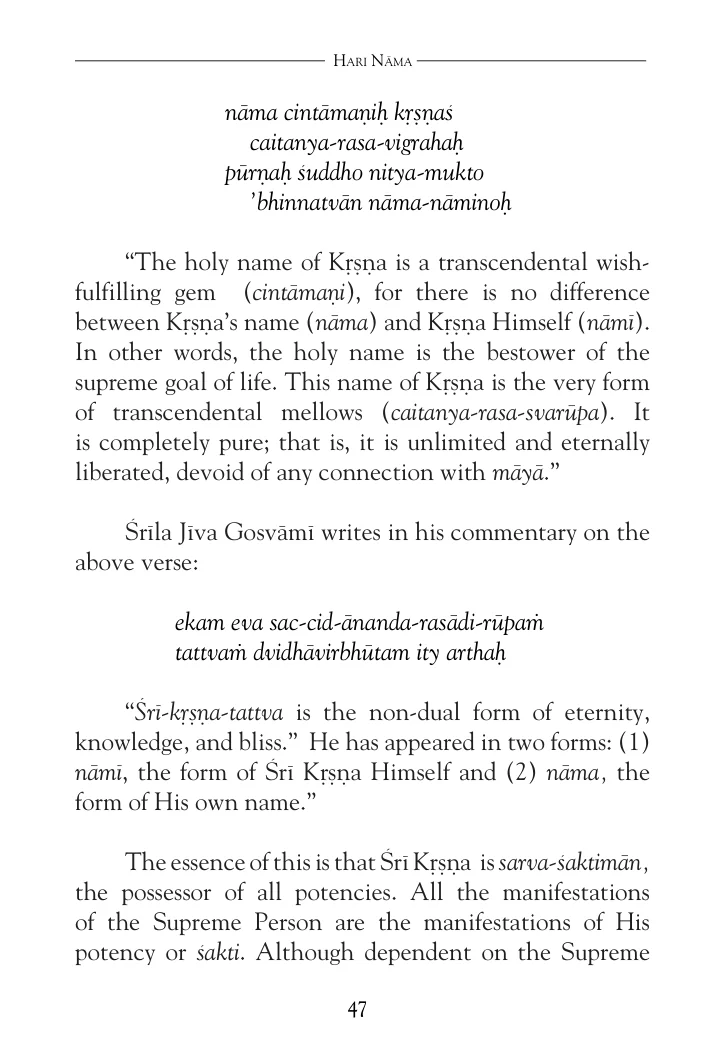 Hari Nāma
nāma cintāmaṇiḥ kṛṣṇaś
caitanya-rasa-vigrahaḥ
pūrṇaḥ śuddho nitya-mukto
’bhinnatvān nāma-nāminoḥ
“The holy name of Kṛṣṇa is a transcendental wish-
fulfilling gem (cintāmaṇi), for there is no difference
between Kṛṣṇa’s name (nāma) and Kṛṣṇa Himself (nāmī).
In other words, the holy name is the bestower of the
supreme goal of life. This name of Kṛṣṇa is the very form
of transcendental mellows (caitanya-rasa-svarūpa). It
is completely pure; that is, it is unlimited and eternally
liberated, devoid of any connection with māyā.”
Śrīla Jīva Gosvāmī writes in his commentary on the
above verse:
ekam eva sac-cid-ānanda-rasādi-rūpaṁ
tattvaṁ dvidhāvirbhūtam ity arthaḥ
“Śrī-kṛṣṇa-tattva is the non-dual form of eternity,
knowledge, and bliss.” He has appeared in two forms: (1)
nāmī, the form of Śrī Kṛṣṇa Himself and (2) nāma, the
form of His own name.”
The essence of this is that Śrī Kṛṣṇa is sarva-śaktimān,
the possessor of all potencies. All the manifestations
of the Supreme Person are the manifestations of His
potency or śakti. Although dependent on the Supreme
47